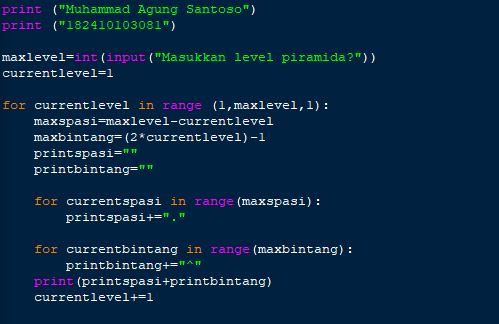 print ("Muhammad Agung Santoso")
print ("182410103081")

maxlevel=int(input("Masukkan level piramida?"))
currentlevel=1

for currentlevel in range (1,maxlevel,1):
    maxspasi=maxlevel-currentlevel
    maxbintang=(2*currentlevel)-1
    printspasi=""
    printbintang=""

    for currentspasi in range(maxspasi):
        printspasi+="."

    for currentbintang in range(maxbintang):
        printbintang+="^"
    print(printspasi+printbintang)
    currentlevel+=1